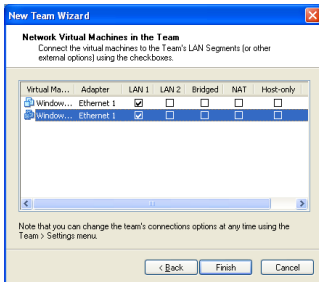 New Team Wizard
Network Virtual Machines in the Team
Connect the virtual machines to the Team's LAN Segments (or other
external options) using the checkboxes.
Virtual Ma... Adapter LAN 1 LAN 2 Bridged NAT Host-only
Window... Ethernet 1
Window... Ethernet 1
Note that you can change the team's connections options at any time using the
Team > Settings menu.
< Back Finish Cancel